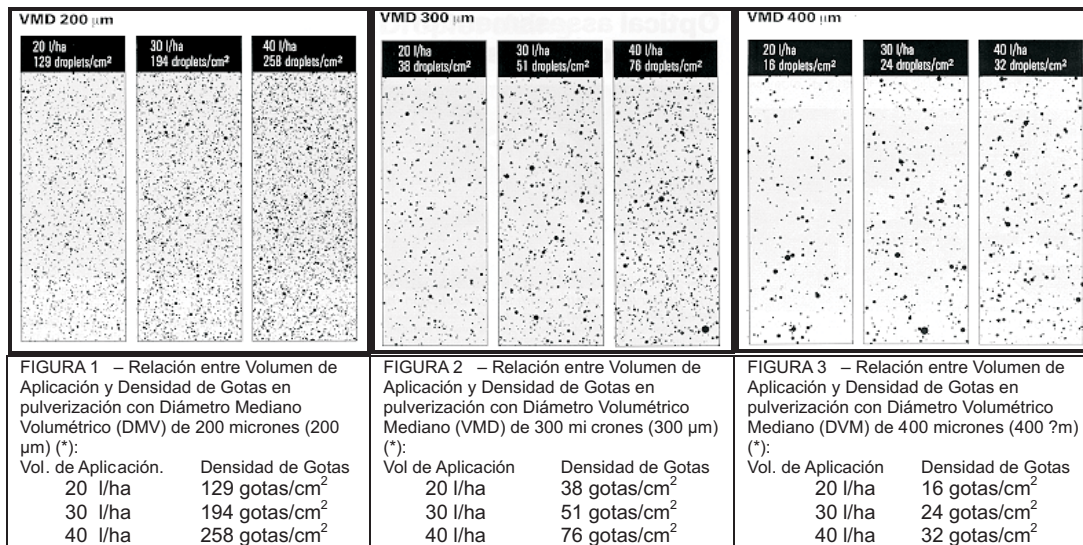 VMD 200 µm
20 l/ha
129 droplets/cm²
30 l/ha
194 droplets/cm²
40 l/ha
258 droplets/cm²
VMD 300 µm
20 l/ha
38 droplets/cm²
30 l/ha
51 droplets/cm²
40 l/ha
76 droplets/cm²
VMD 400 µm
20 l/ha
16 droplets/cm²
30 l/ha
24 droplets/cm²
40 l/ha
32 droplets/cm²
FIGURA 1 – Relación entre Volumen de
Aplicación y Densidad de Gotas en
pulverización con Diámetro Mediano
Volumétrico (DMV) de 200 micrones (200
µm) (*):
Vol. de Aplicación. Densidad de Gotas
20 l/ha 129 gotas/cm²
30 l/ha 194 gotas/cm²
40 l/ha 258 gotas/cm²
FIGURA 2 – Relación entre Volumen de
Aplicación y Densidad de Gotas en
pulverización con Diámetro Volumétrico
Mediano (VMD) de 300 mi crones (300 µm)
(*):
Vol de Aplicación Densidad de Gotas
20 l/ha 38 gotas/cm²
30 l/ha 51 gotas/cm²
40 l/ha 76 gotas/cm²
FIGURA 3 – Relación entre Volumen de
Aplicación y Densidad de Gotas en
pulverización con Diámetro Volumétrico
Mediano (DVM) de 400 micrones (400 ?m)
(*):
Vol. de Aplicación Densidad de Gotas
20 l/ha 16 gotas/cm²
30 l/ha 24 gotas/cm²
40 l/ha 32 gotas/cm²